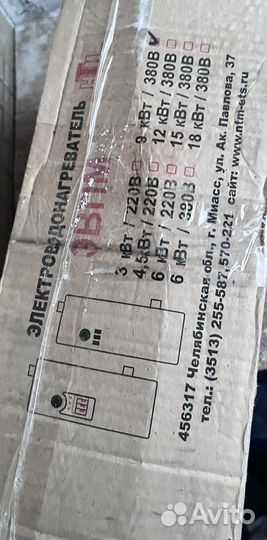 ЭЛЕКТРОВОДОНАГРЕВАТЕЛЬ
ЭВПМ НТМ
3 кВт / 220В □ 9 кВт / 380В ✓
4,5 кВт / 220В □ 12 кВт / 380В □
6 кВт / 220В □ 15 кВт / 380В □
6 кВт / 380В □ 18 кВт / 380В □
456317 Челябинская обл., г. Миасс, ул. Ак. Павлова, 37
тел.: (3513) 255-587, 570-221 сайт: www.ntm-ets.ru
Avito